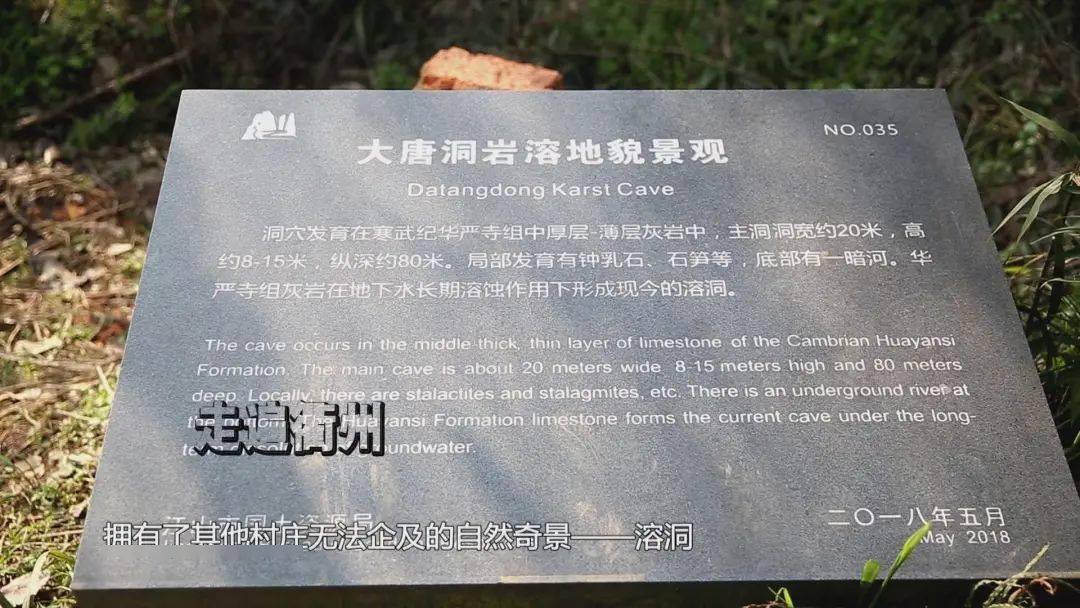 NO.035
大唐洞岩溶地貌景观
Datangdong Karst Cave
洞穴发育在寒武纪华严寺组中厚层-薄层灰岩中，主洞洞宽约20米，高
约8-15米，纵深约80米。局部发育有钟乳石、石笋等，底部有一暗河。华
严寺组灰岩在地下水长期溶蚀作用下形成现今的溶洞。
The cave occurs in the middle thick, thin layer of limestone of the Cambrian Huayansi
Formation. The main cave is about 20 meters wide 8-15 meters high and 80 meters
deep. Locally, there are stalactites and stalagmites, etc. There is an underground river at
the bottom. Huayansi Formation limestone forms the current cave under the long-
走进衢州
二〇一八年五月
May 2018
拥有了其他村庄无法企及的自然奇景——溶洞